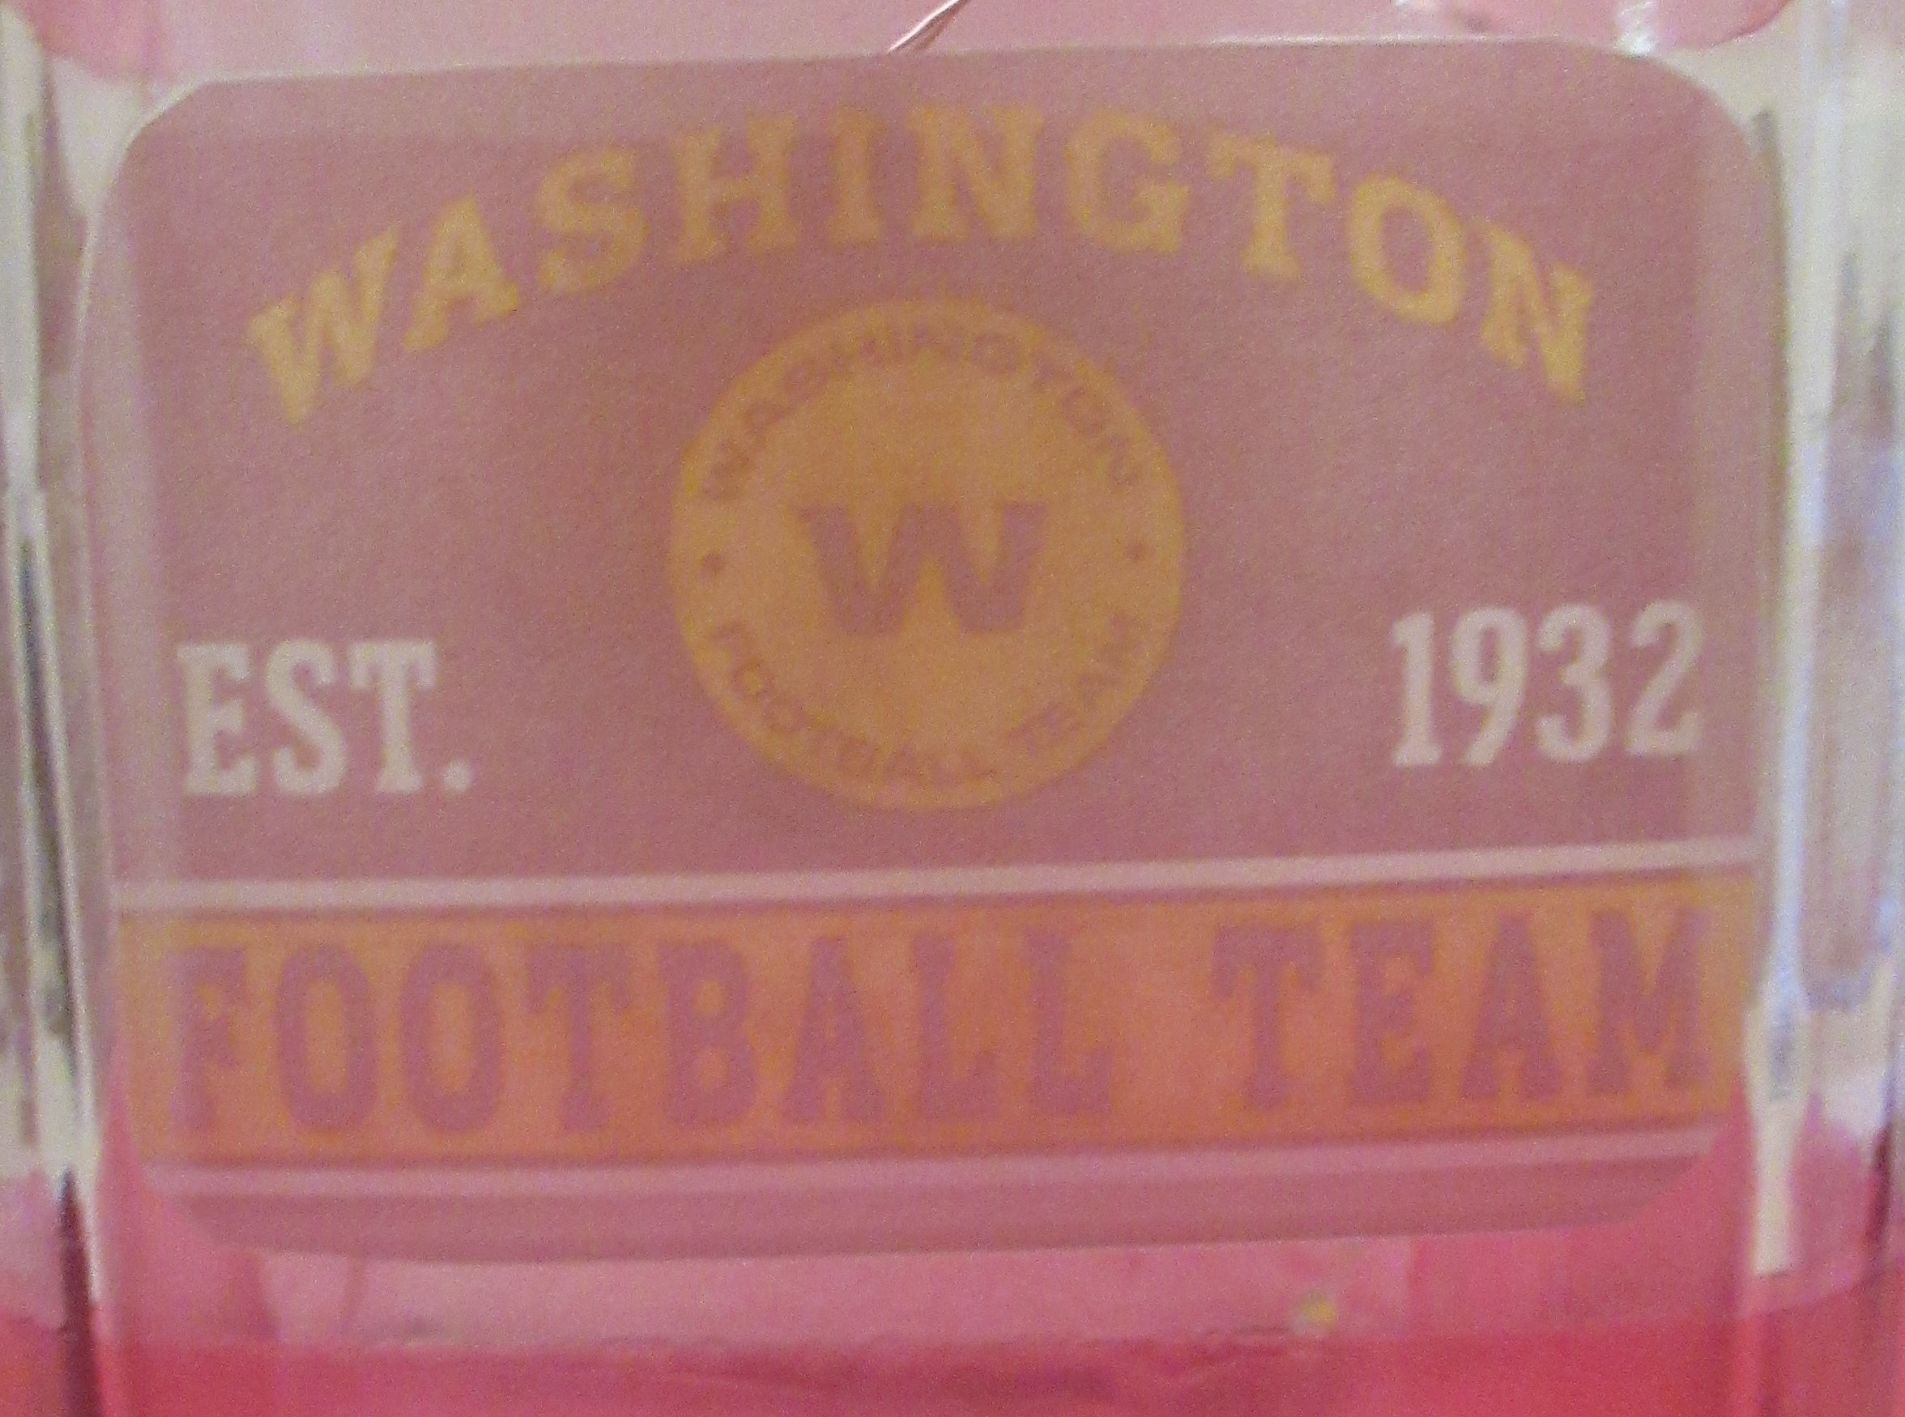 WASHINGTON
WASHINGTON
W
FOOTBALL TEAM
EST. 1932
FOOTBALL TEAM